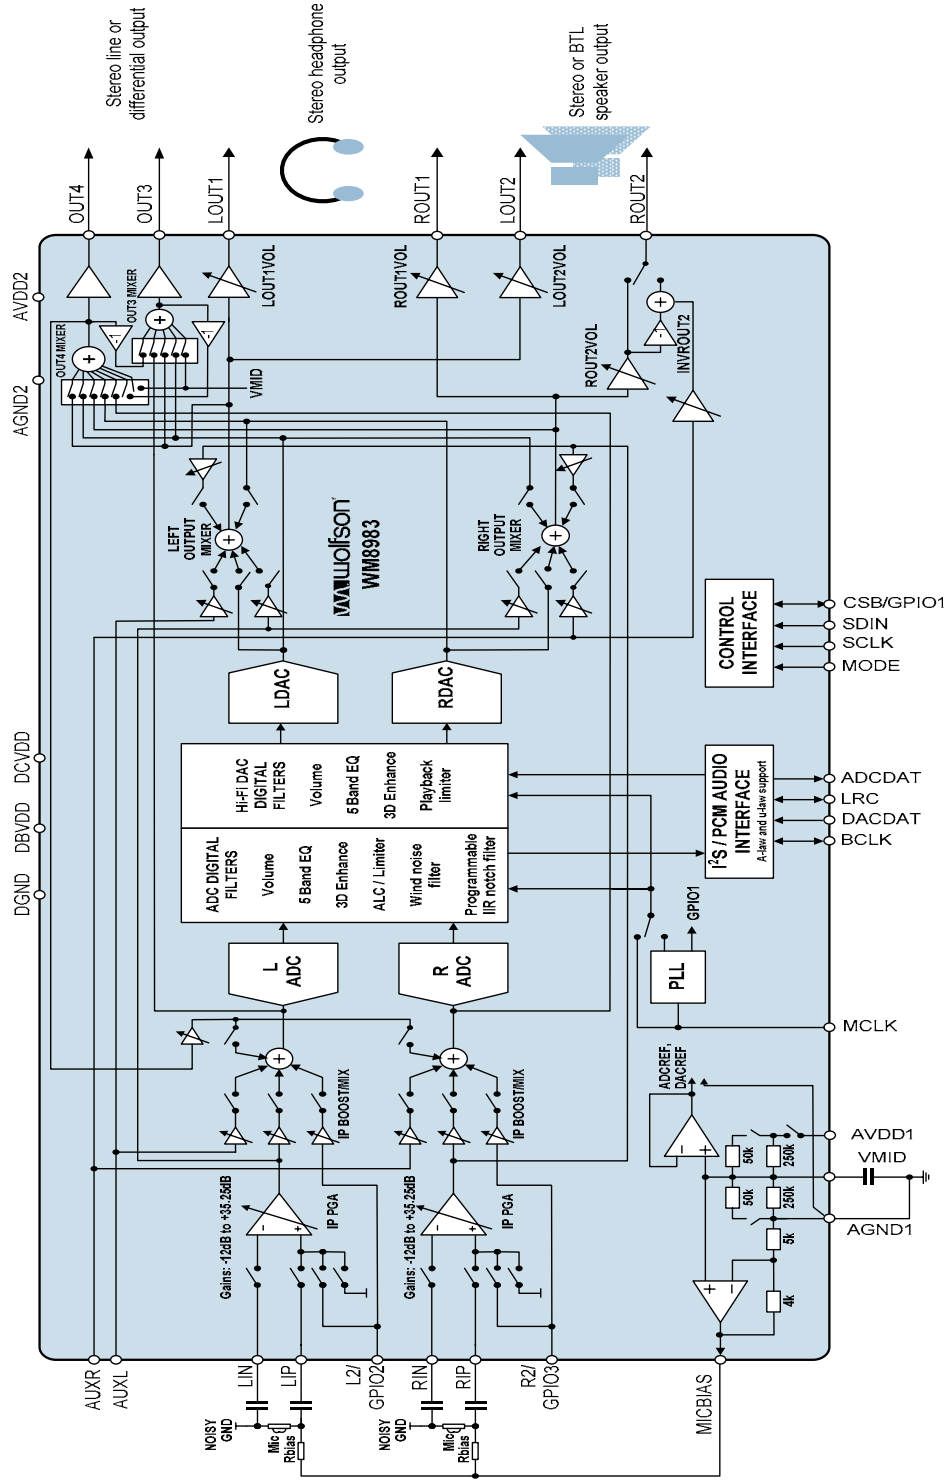 Stereo line or
differential output
Stereo headphone
output
Stereo or BTL
speaker output
OUT4
OUT3
LOUT1
ROUT1
LOUT2
ROUT2
AVDD2
AGND2
DCVDD
DBVDD
DGND
OUT4 MIXER
OUT3 MIXER
-1
-1
+
+
LOUT1VOL
ROUT1VOL
LOUT2VOL
ROUT2VOL
-1
+
INVROUT2
VMID
LEFT
OUTPUT
MIXER
+
wolfson
WM8983
RIGHT
OUTPUT
MIXER
+
LDAC
RDAC
CONTROL
INTERFACE
CSB/GPIO1
SDIN
SCLK
MODE
Hi-Fi DAC
DIGITAL
FILTERS
Volume
5 Band EQ
3D Enhance
Playback
limiter
ADC DIGITAL
FILTERS
Volume
5 Band EQ
3D Enhance
ALC / Limiter
Wind noise
filter
Programmable
IIR notch filter
I²S / PCM AUDIO
INTERFACE
A-law and u-law support
ADCDAT
LRC
DACDAT
BCLK
L
ADC
R
ADC
PLL
GPIO1
MCLK
+
+
IP BOOST/MIX
IP BOOST/MIX
ADCREF,
DACREF
-
+
50k
250k
50k
250k
5k
4k
AVDD1
VMID
AGND1
+
-
Gains: -12dB to +35.25dB
-
+
IP PGA
Gains: -12dB to +35.25dB
-
+
IP PGA
AUXR
AUXL
LIN
LIP
L2/
GPIO2
RIN
RIP
R2/
GPIO3
MICBIAS
NOISY
GND
Mic
Rbias
NOISY
GND
Mic
Rbias